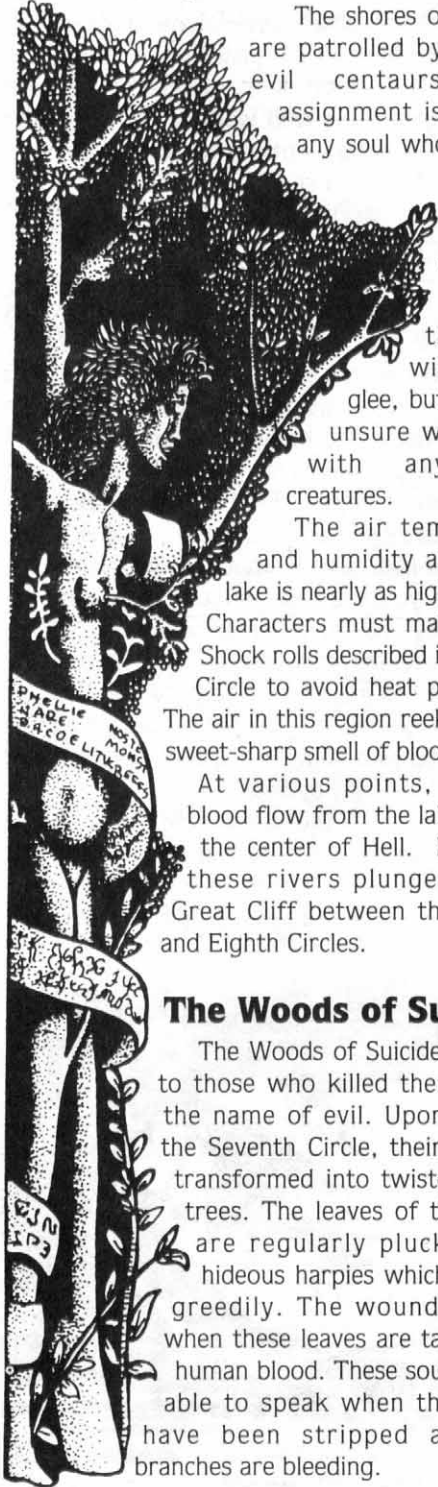 The shores o
are patrolled by
evil centaurs
assignment is
any soul who
t
wi
glee, but
unsure w
with any
creatures.
The air tem
and humidity a
lake is nearly as hig
Characters must ma
Shock rolls described i
Circle to avoid heat p
The air in this region reel
sweet-sharp smell of bloo
At various points,
blood flow from the la
the center of Hell.
these rivers plunge
Great Cliff between th
and Eighth Circles.
The Woods of Su
The Woods of Suicide
to those who killed the
the name of evil. Upon
the Seventh Circle, their
transformed into twist
trees. The leaves of t
are regularly pluck
hideous harpies which
greedily. The wound
when these leaves are ta
human blood. These sou
able to speak when th
have been stripped a
branches are bleeding.